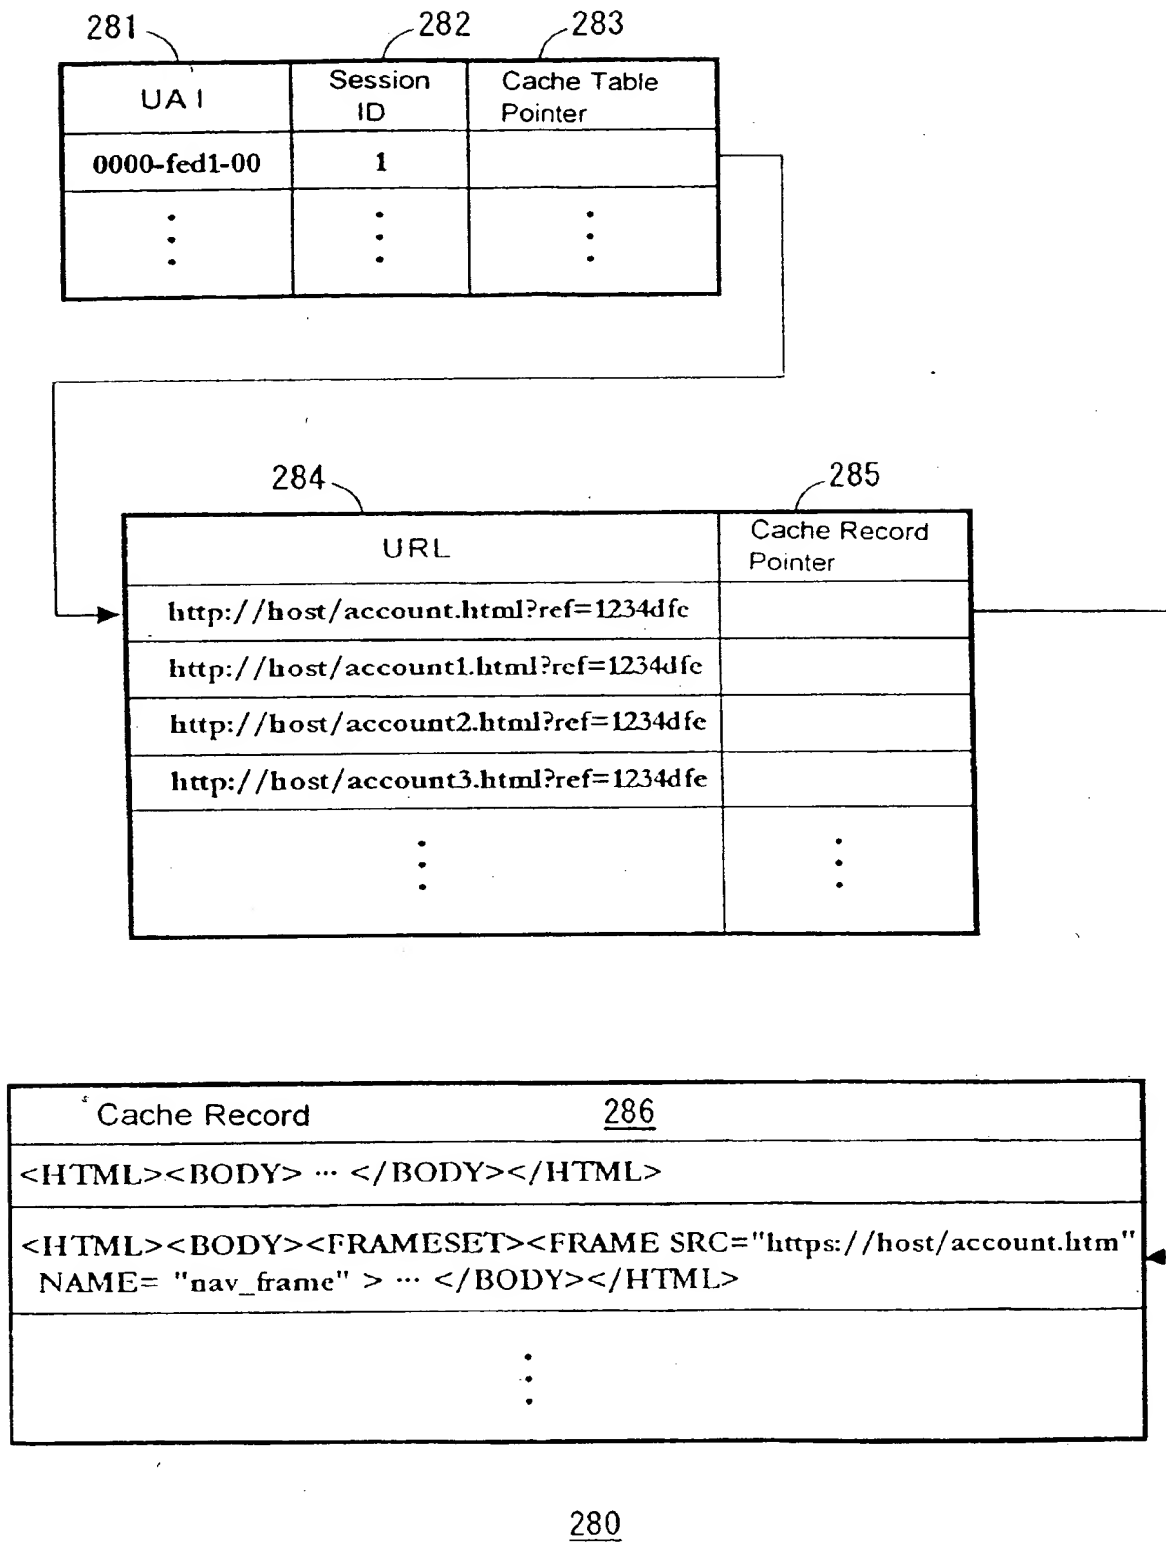 281 282 283
UAI Session ID Cache Table Pointer
0000-fed1-00 1
284 285
URL Cache Record Pointer
http://host/account.html?ref=1234dfe
http://host/account1.html?ref=1234dfe
http://host/account2.html?ref=1234dfe
http://host/account3.html?ref=1234dfe
Cache Record 286
<HTML><BODY> ··· </BODY></HTML>
<HTML><BODY><FRAMESET><FRAME SRC="https://host/account.htm"
NAME= "nav_frame" > ··· </BODY></HTML>
280